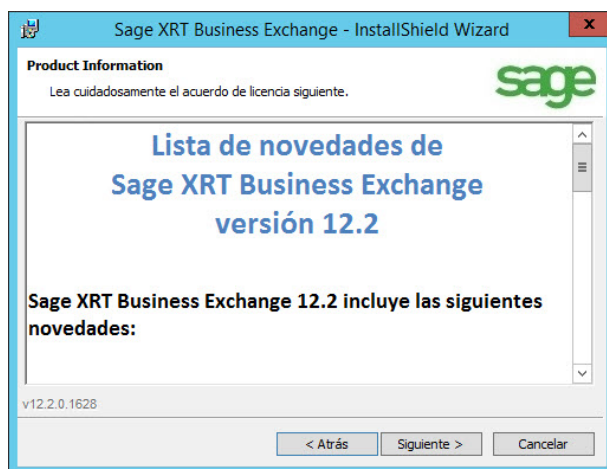 Sage XRT Business Exchange - InstallShield Wizard
x
Product Information
Lea cuidadosamente el acuerdo de licencia siguiente.
sage
Lista de novedades de
Sage XRT Business Exchange
versión 12.2
Sage XRT Business Exchange 12.2 incluye las siguientes
novedades:
v12.2.0.1628
< Atrás
Siguiente >
Cancelar